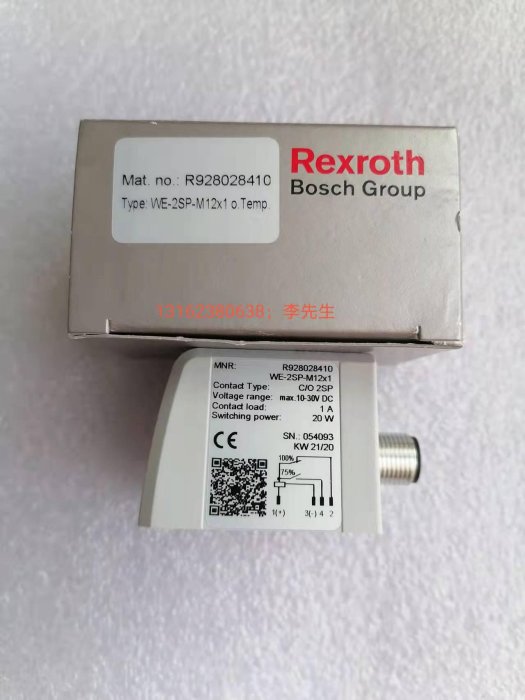 Mat. no.: R928028410
Type: WE-2SP-M12x1 o.Temp.
Rexroth
Bosch Group
13162380638; 李先生
MNR: R928028410
WE-2SP-M12x1
Contact Type: C/O 2SP
Voltage range: max.10-30V DC
Contact load: 1 A
Switching power: 20 W
CE
SN.: 054093
KW 21/20
100%
75%
1(+) 3(-) 4 2